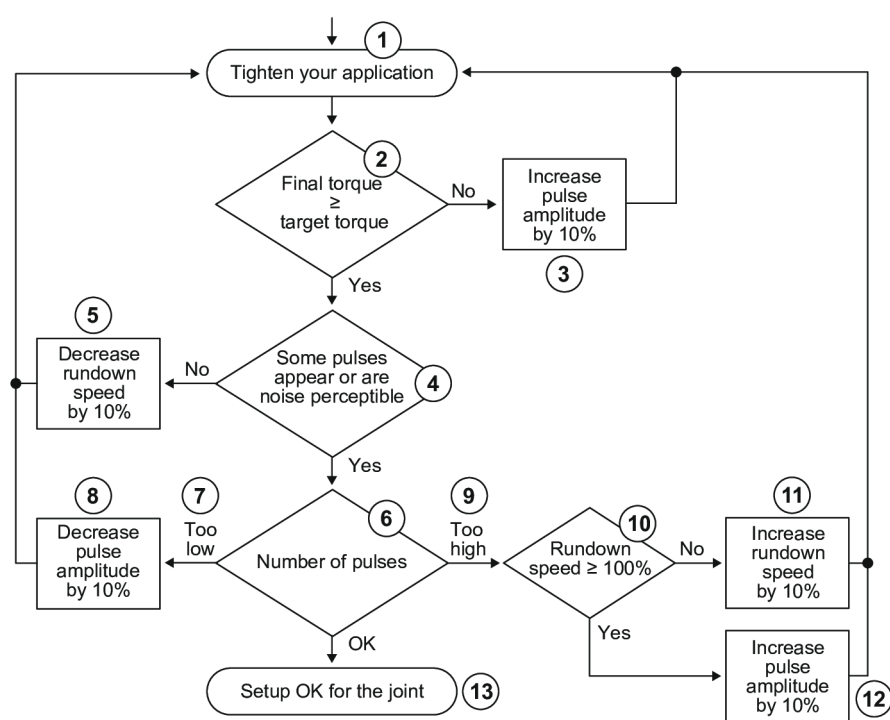 1
Tighten your application
2
Final torque
≥
target torque
No
Increase
pulse
amplitude
by 10%
3
Yes
5
Decrease
rundown
speed
by 10%
No
Some pulses
appear or are
noise perceptible
4
Yes
8
Decrease
pulse
amplitude
by 10%
7
Too
low
6
Number of pulses
9
Too
high
10
Rundown
speed ≥ 100%
No
11
Increase
rundown
speed
by 10%
Yes
Increase
pulse
amplitude
by 10%
12
OK
Setup OK for the joint
13